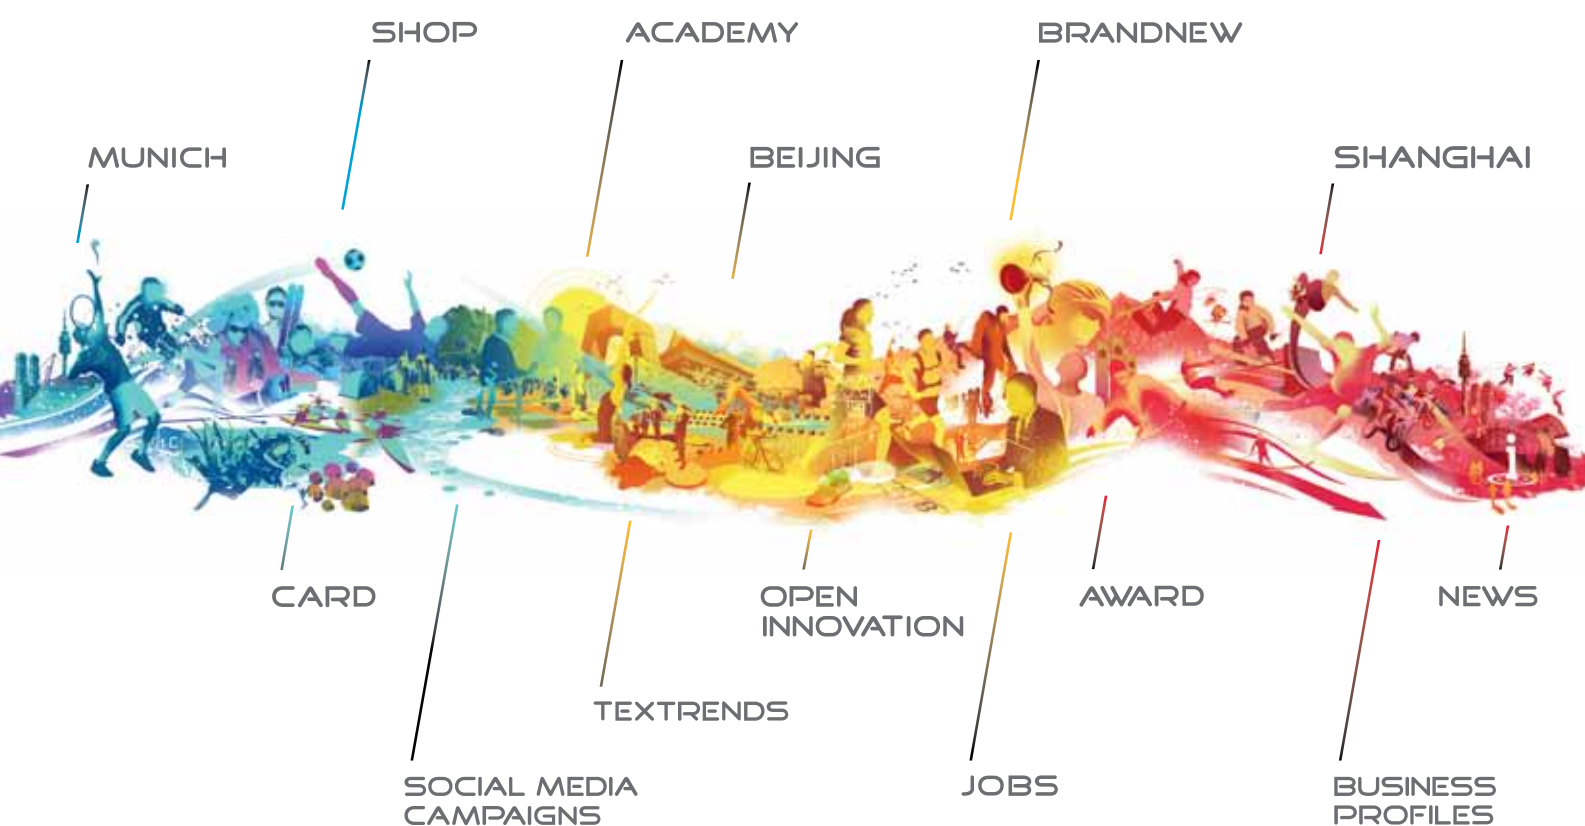 SHOP
ACADEMY
BRANDNEW
MUNICH
BEIJING
SHANGHAI
CARD
OPEN
INNOVATION
AWARD
NEWS
TEXTRENDS
SOCIAL MEDIA
CAMPAIGNS
JOBS
BUSINESS
PROFILES